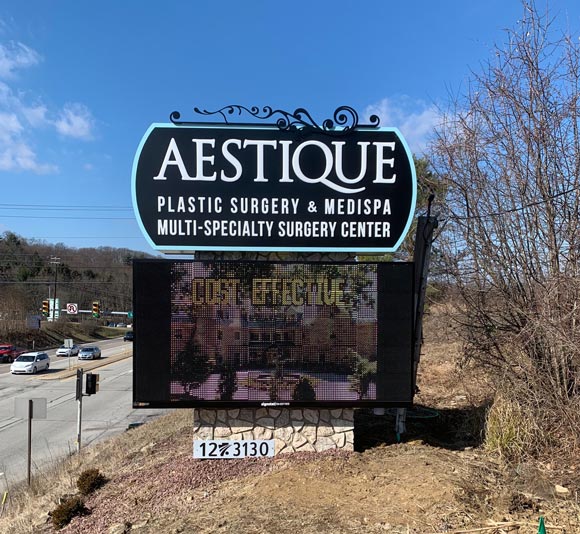 AESTIQUE
PLASTIC SURGERY & MEDISPA
MULTI-SPECIALTY SURGERY CENTER
COST EFFECTIVE
3130